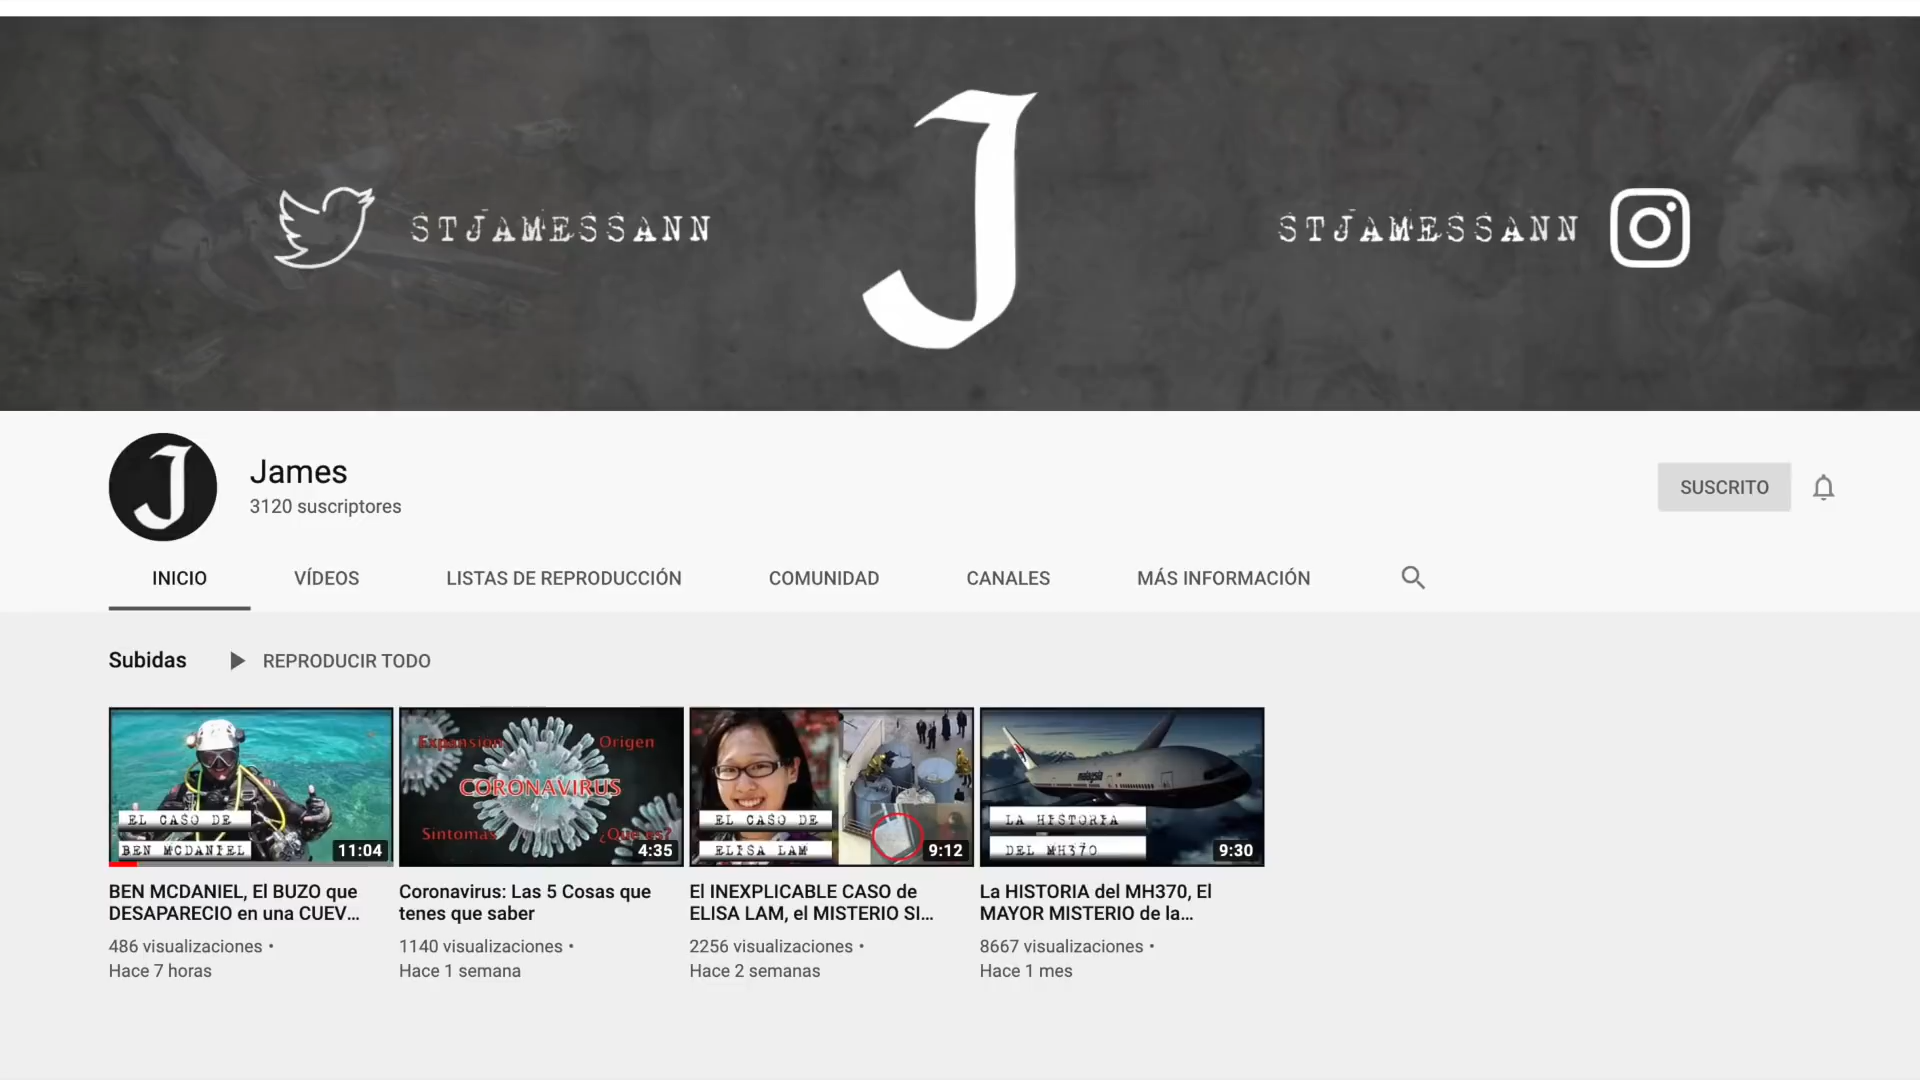 STJAMESSANN
J
STJAMESSANN
J
James
3120 suscriptores
SUSCRITO
INICIO
VÍDEOS
LISTAS DE REPRODUCCIÓN
COMUNIDAD
CANALES
MÁS INFORMACIÓN
Subidas
REPRODUCIR TODO
EL CASO DE
BEN MCDANIEL
11:04
Expansion
Origen
CORONAVIRUS
Sintomas
¿Que es?
4:35
EL CASO DE
ELISA LAM
9:12
malaysia
LA HISTORIA
DEL MH370
9:30
BEN MCDANIEL, El BUZO que
DESAPARECIO en una CUEV...
486 visualizaciones •
Hace 7 horas
Coronavirus: Las 5 Cosas que
tenes que saber
1140 visualizaciones •
Hace 1 semana
El INEXPLICABLE CASO de
ELISA LAM, el MISTERIO SI...
2256 visualizaciones •
Hace 2 semanas
La HISTORIA del MH370, El
MAYOR MISTERIO de la...
8667 visualizaciones •
Hace 1 mes